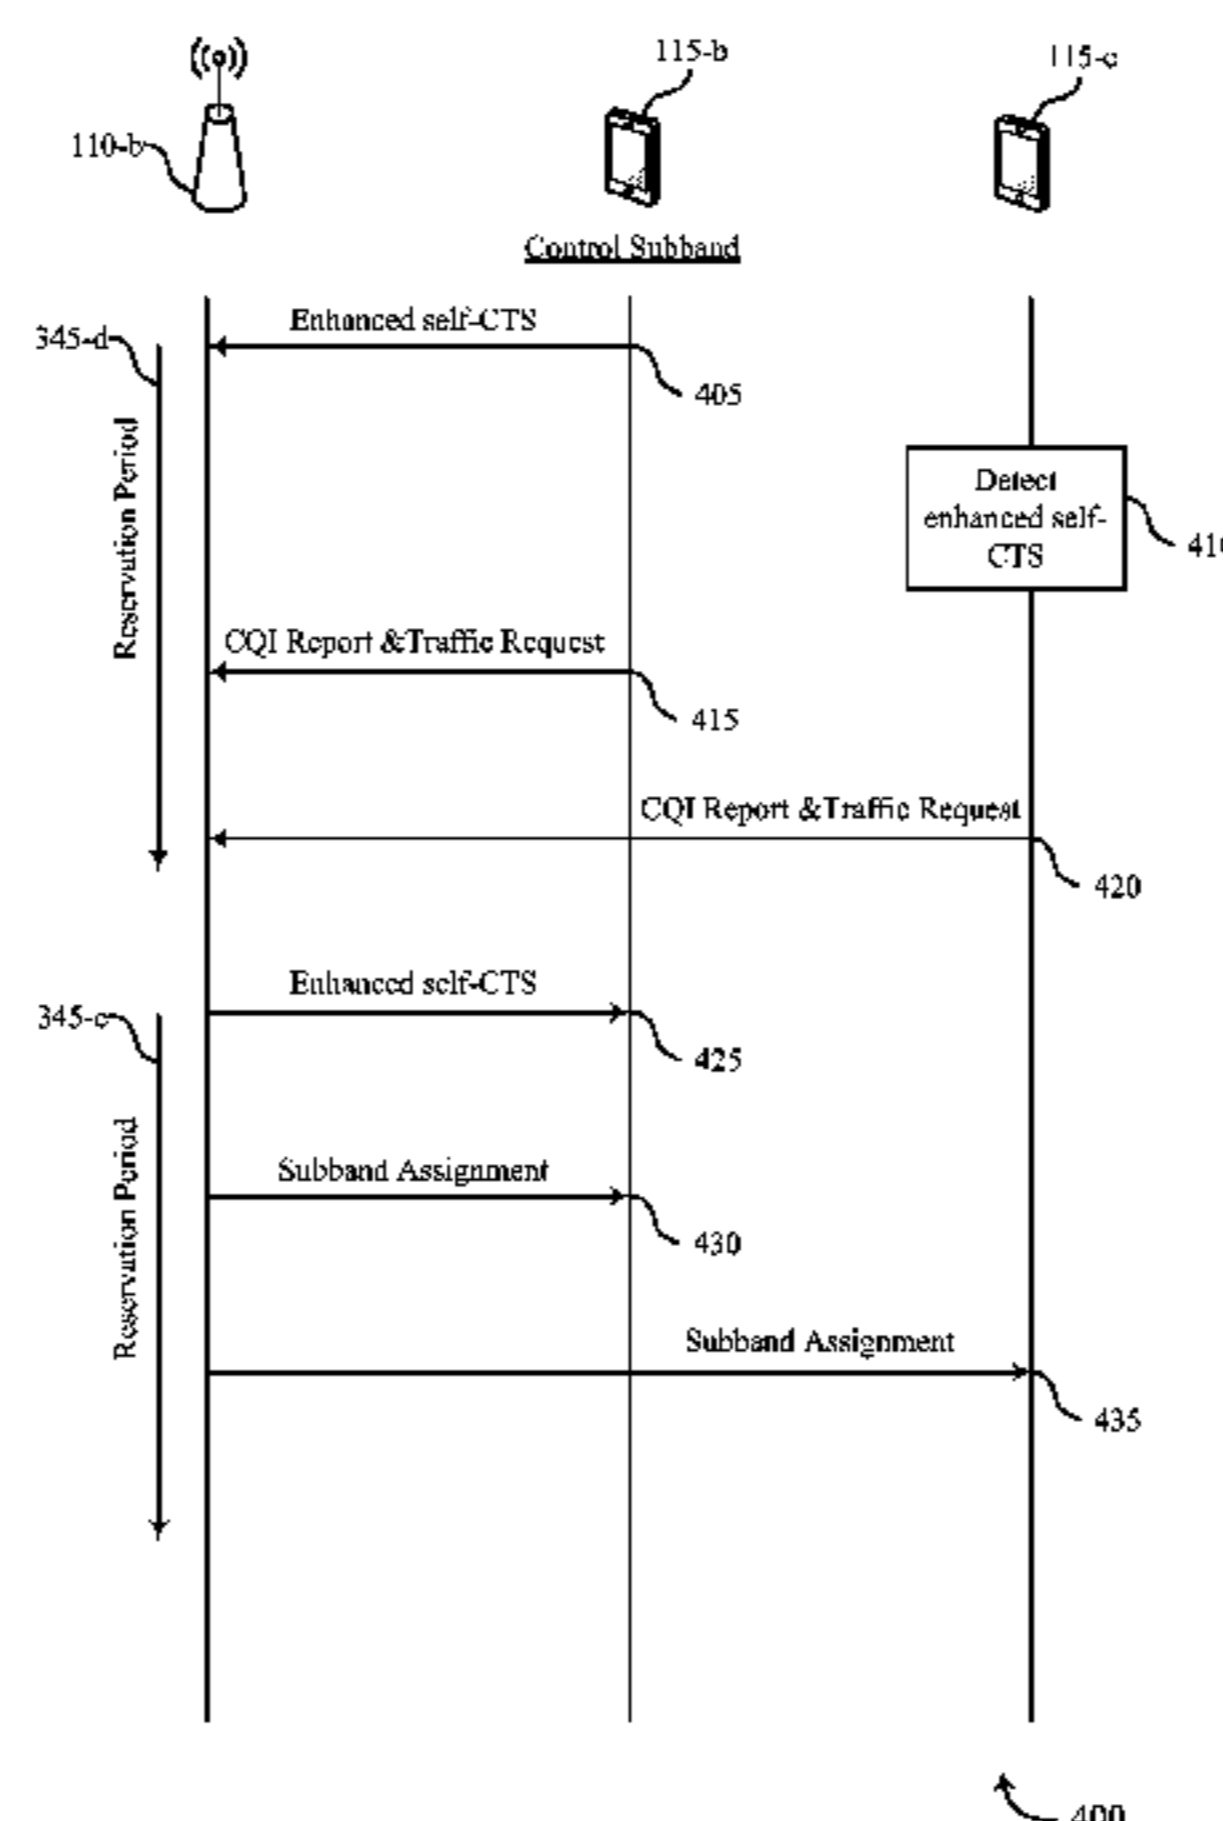 115-b
115-c
110-b
Control Subband
Enhanced self-CTS
345-d
405
Reservation Period
Detect
enhanced self-
CTS
CQI Report &Traffic Request
415
CQI Report &Traffic Request
420
Enhanced self-CTS
345-e
425
Subband Assignment
430
Reservation Period
Subband Assignment
435
400